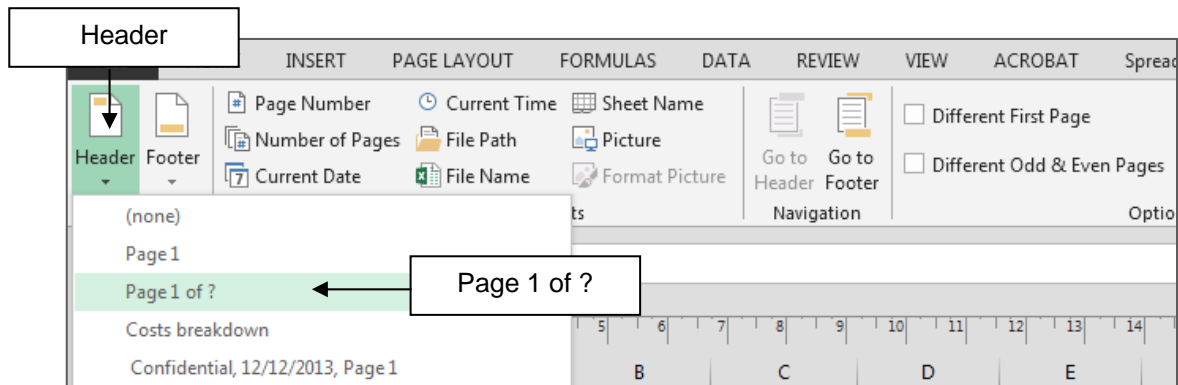 Header
INSERT PAGE LAYOUT FORMULAS DATA REVIEW VIEW ACROBAT Spread
Page Number Current Time Sheet Name Different First Page
Number of Pages File Path Picture
Header Footer Go to Header Go to Footer Different Odd & Even Pages
7 Current Date File Name Format Picture
(none) ts Navigation Optio
Page 1
Page 1 of ? Page 1 of ?
Costs breakdown 5 6 7 8 9 10 11 12 13 14
Confidential, 12/12/2013, Page 1 B C D E